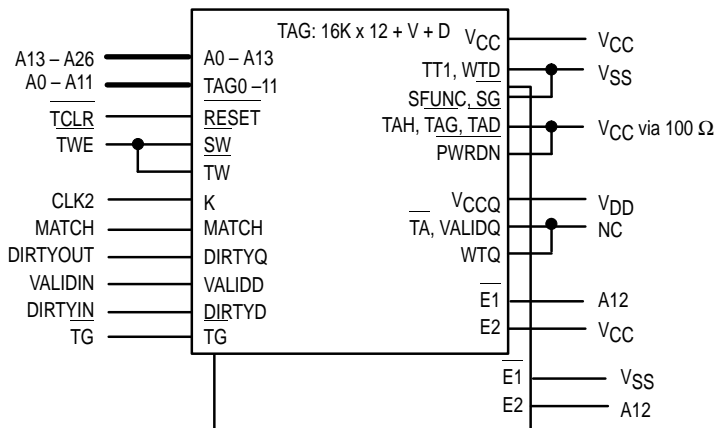 TAG: 16K x 12 + V + D
A13 – A26 A0 – A13 VCC VCC
A0 – A11 TAG0 –11 TT1, WTD VSS
TCLR RESET SFUNC, SG
TWE SW TAH, TAG, TAD VCC via 100 Ω
TW PWRDN
CLK2 K VCCQ VDD
MATCH MATCH TA, VALIDQ NC
DIRTYOUT DIRTYQ WTQ
VALIDIN VALIDD
DIRTYIN DIRTYD E1 A12
TG TG E2 VCC
E1 VSS
E2 A12